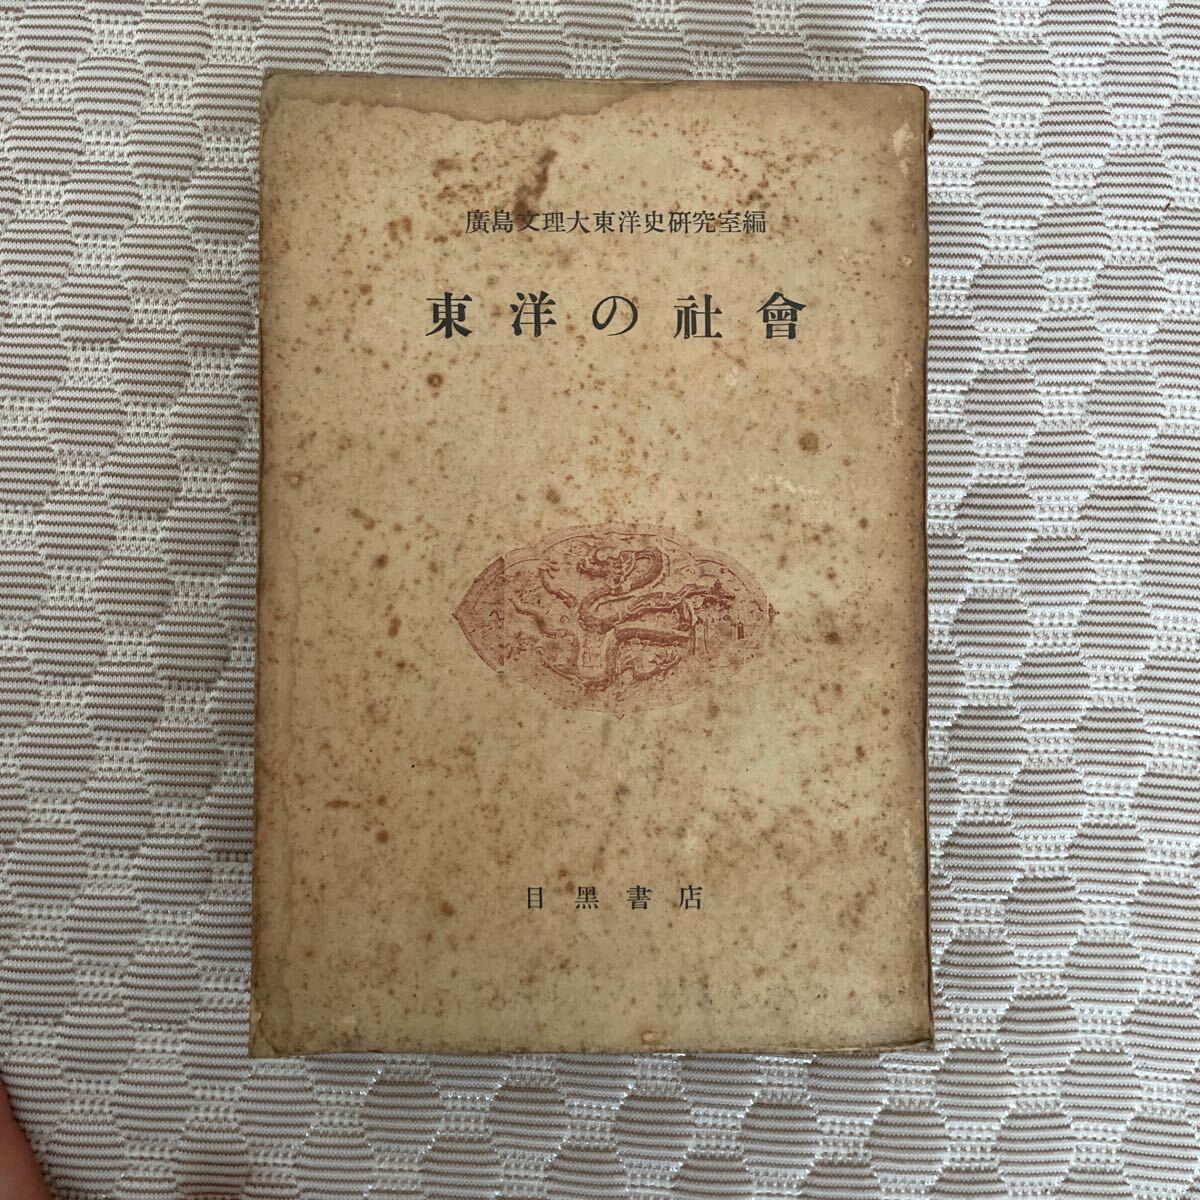 廣島文理大東洋史研究室編
東洋の社會
目黑書店